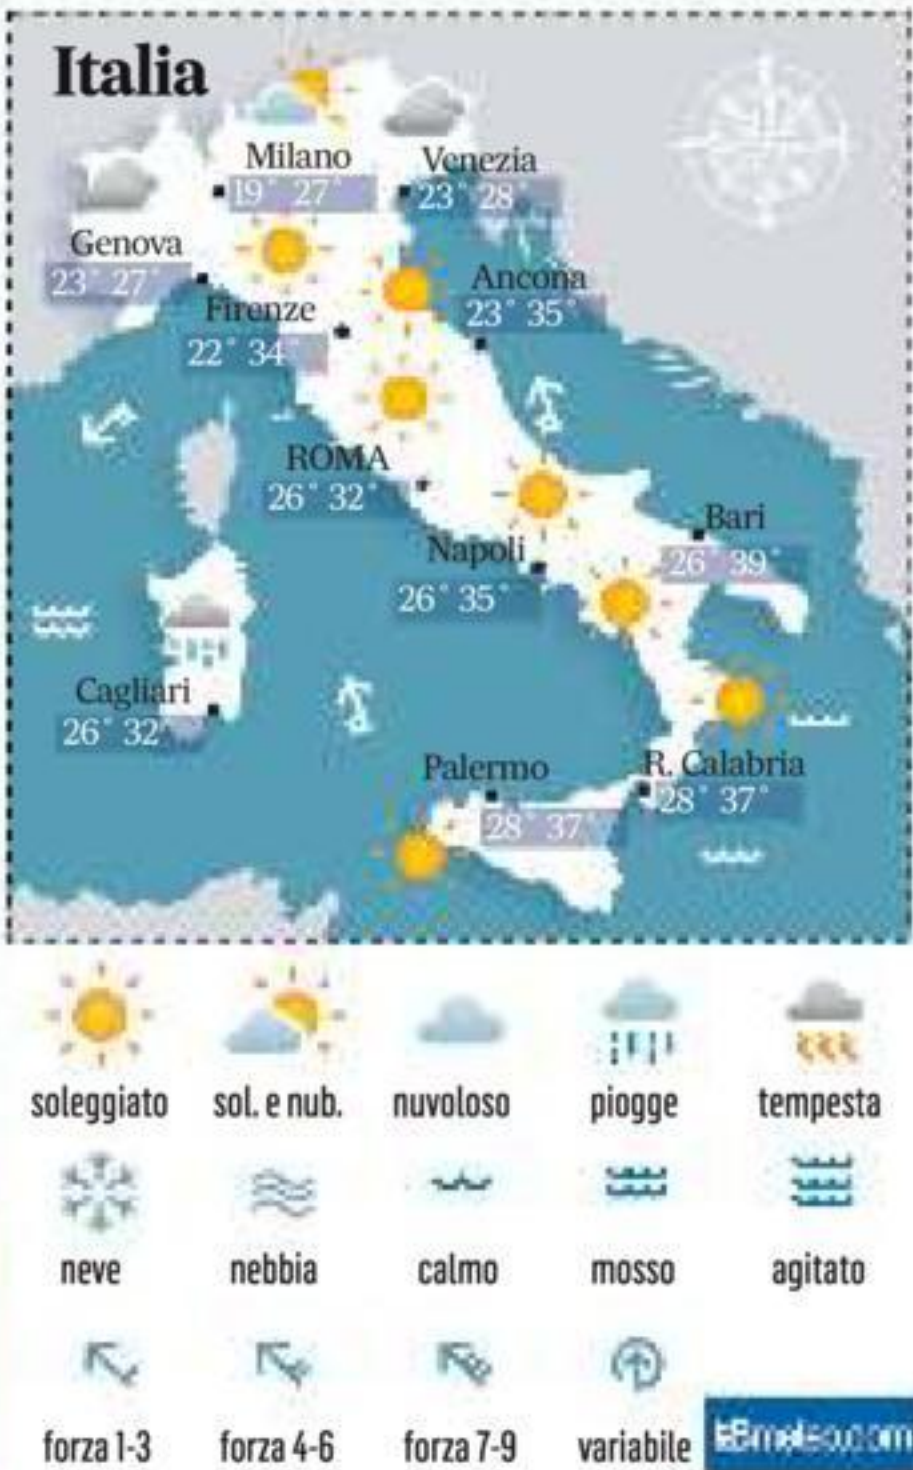 Italia
Milano
19° 27°
Venezia
23° 28°
Genova
23° 27°
Ancona
23° 35°
Firenze
22° 34°
ROMA
26° 32°
Bari
26° 39°
Napoli
26° 35°
Cagliari
26° 32°
Palermo
28° 37°
R. Calabria
28° 37°
soleggiato sol. e nub. nuvoloso piogge tempesta
neve nebbia calmo mosso agitato
forza 1-3 forza 4-6 forza 7-9 variabile
3Bmeteo.com